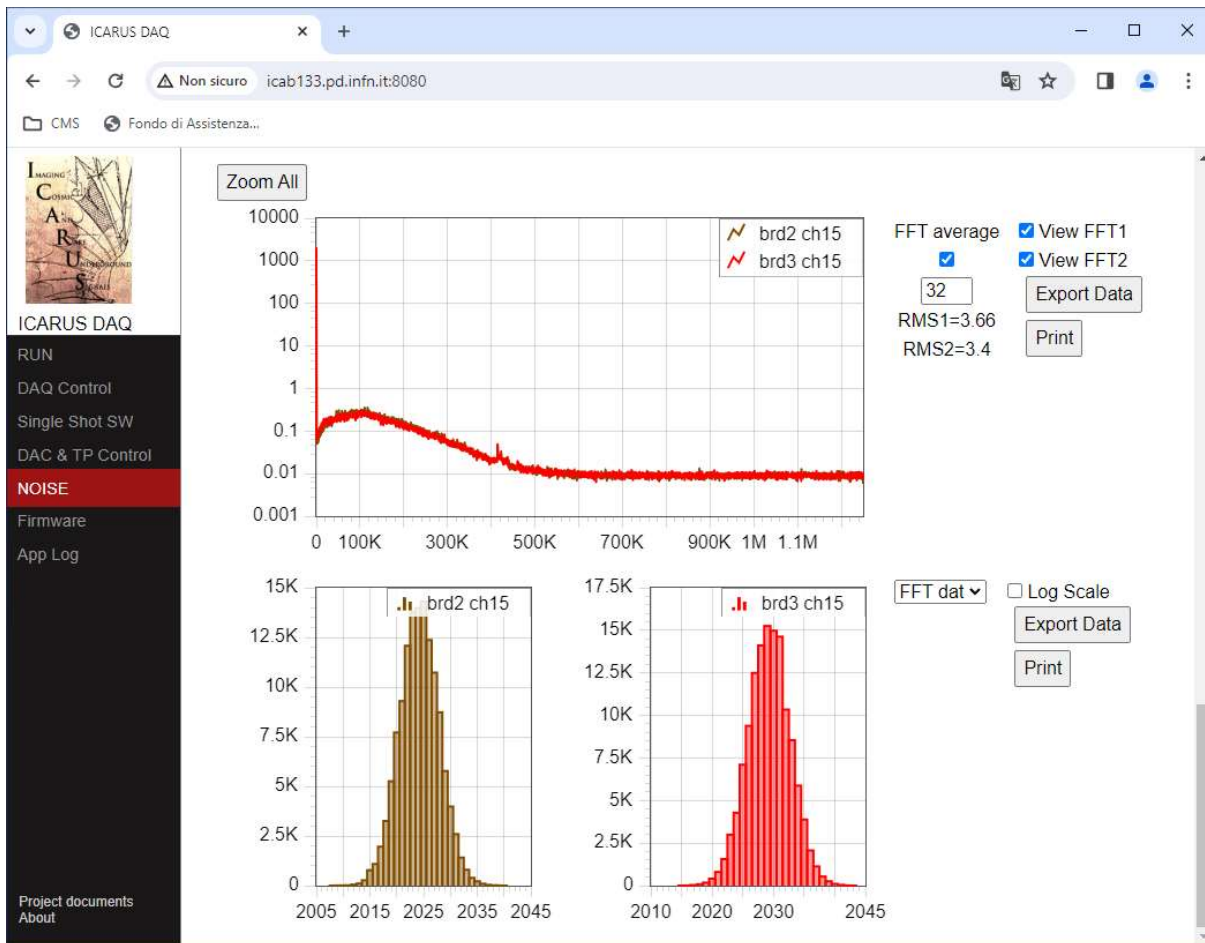 ICARUS DAQ
Non sicuro icab133.pd.infn.it:8080
CMS Fondo di Assistenza...
IMAGING
COSMIC
AND
RARE
UNDERGROUND
SIGNALS
ICARUS DAQ
RUN
DAQ Control
Single Shot SW
DAC & TP Control
NOISE
Firmware
App Log
Project documents
About
Zoom All
10000
1000
100
10
1
0.1
0.01
0.001
0 100K 300K 500K 700K 900K 1M 1.1M
brd2 ch15
brd3 ch15
FFT average
32
RMS1=3.66
RMS2=3.4
View FFT1
View FFT2
Export Data
Print
15K
12.5K
10K
7.5K
5K
2.5K
0
2005 2015 2025 2035 2045
brd2 ch15
17.5K
15K
12.5K
10K
7.5K
5K
2.5K
0
2010 2020 2030 2045
brd3 ch15
FFT dat
Log Scale
Export Data
Print